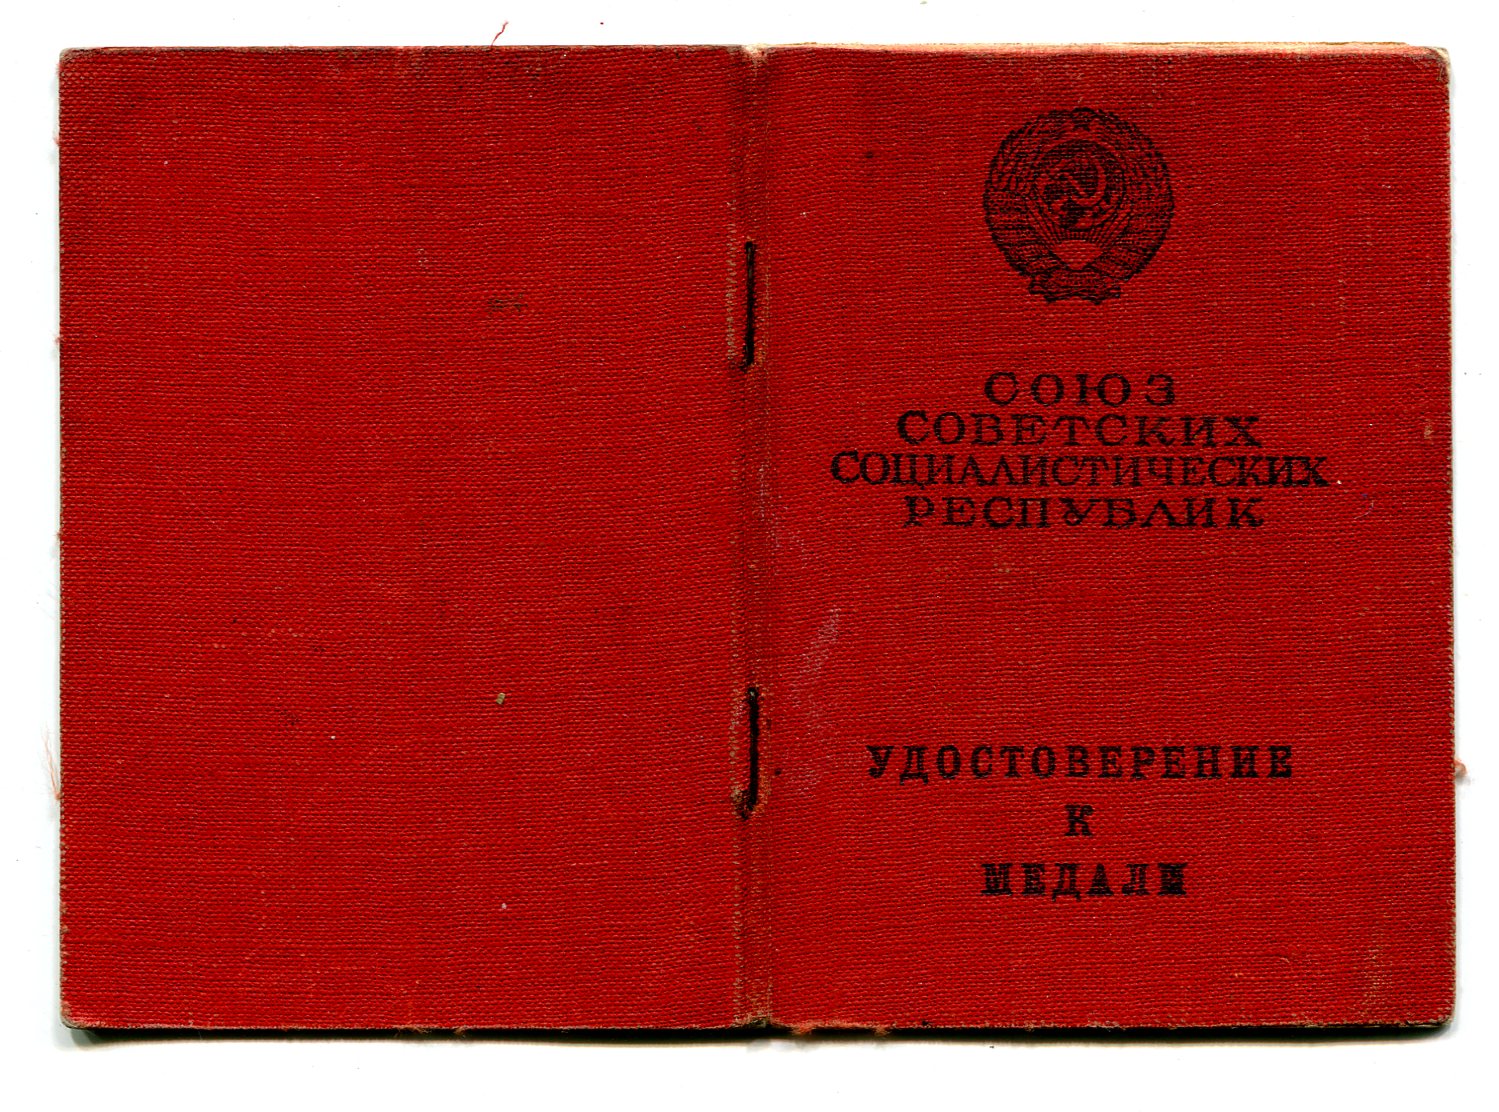 СОЮЗ
СОВЕТСКИХ
СОЦИАЛИСТИЧЕСКИХ
РЕСПУБЛИК
УДОСТОВЕРЕНИЕ
К
МЕДАЛИ